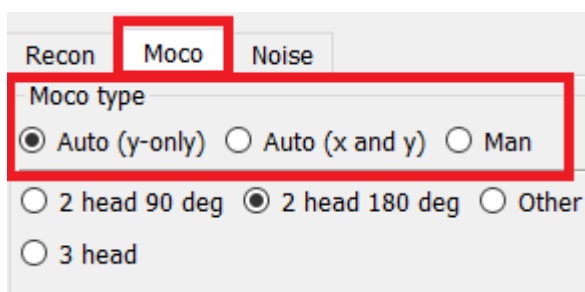 Recon Moco Noise
Moco type
Auto (y-only) Auto (x and y) Man
2 head 90 deg 2 head 180 deg Other
3 head